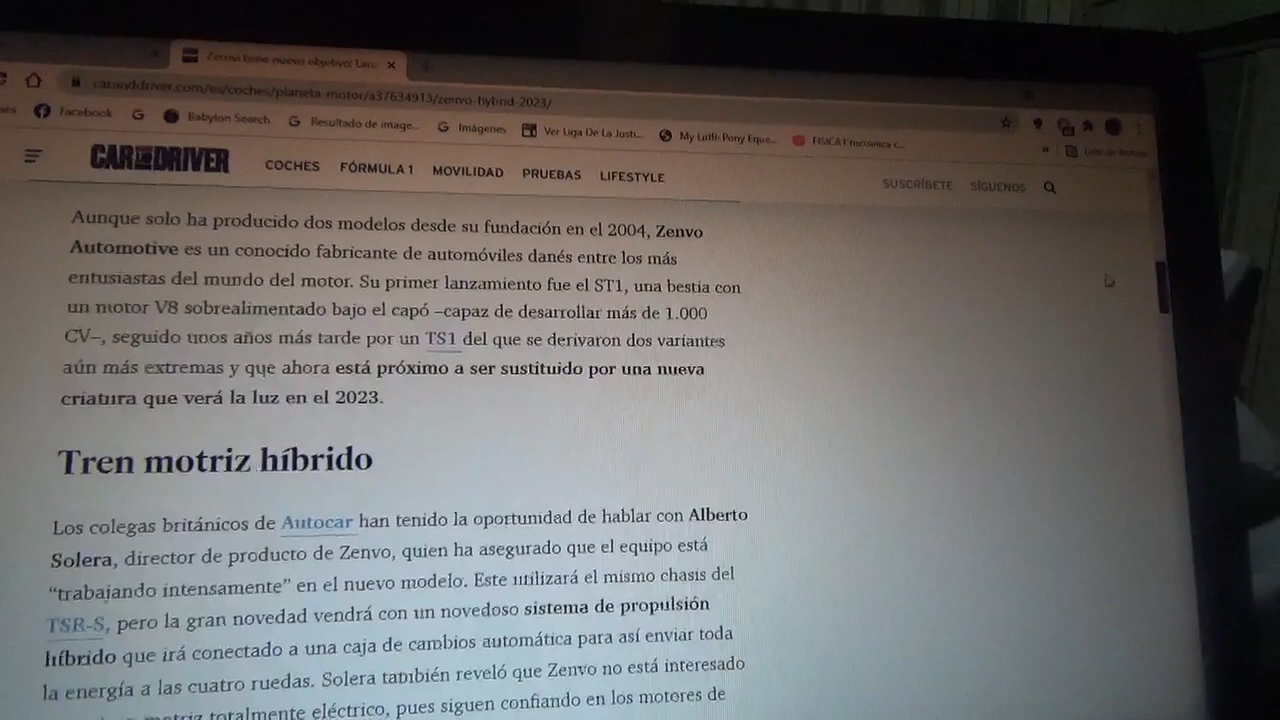 Zenvo tiene nuevo objetivo: Lanz
caranddriver.com/es/coches/planeta-motor/a37634913/zenvo-hybrid-2023/
Facebook
Babylon Search
Resultado de image...
Imágenes
Ver Liga De La Justi...
My Little Pony Eque...
FISICA I mecanica c...
Lista de lectura
CAR AND DRIVER
COCHES FÓRMULA 1 MOVILIDAD PRUEBAS LIFESTYLE
SUSCRÍBETE SÍGUENOS
Aunque solo ha producido dos modelos desde su fundación en el 2004, Zenvo
Automotive es un conocido fabricante de automóviles danés entre los más
entusiastas del mundo del motor. Su primer lanzamiento fue el ST1, una bestia con
un motor V8 sobrealimentado bajo el capó –capaz de desarrollar más de 1.000
CV–, seguido unos años más tarde por un TS1 del que se derivaron dos variantes
aún más extremas y que ahora está próximo a ser sustituido por una nueva
criatura que verá la luz en el 2023.
Tren motriz híbrido
Los colegas británicos de Autocar han tenido la oportunidad de hablar con Alberto
Solera, director de producto de Zenvo, quien ha asegurado que el equipo está
“trabajando intensamente” en el nuevo modelo. Este utilizará el mismo chasis del
TSR-S, pero la gran novedad vendrá con un novedoso sistema de propulsión
híbrido que irá conectado a una caja de cambios automática para así enviar toda
la energía a las cuatro ruedas. Solera también reveló que Zenvo no está interesado
motriz totalmente eléctrico, pues siguen confiando en los motores de